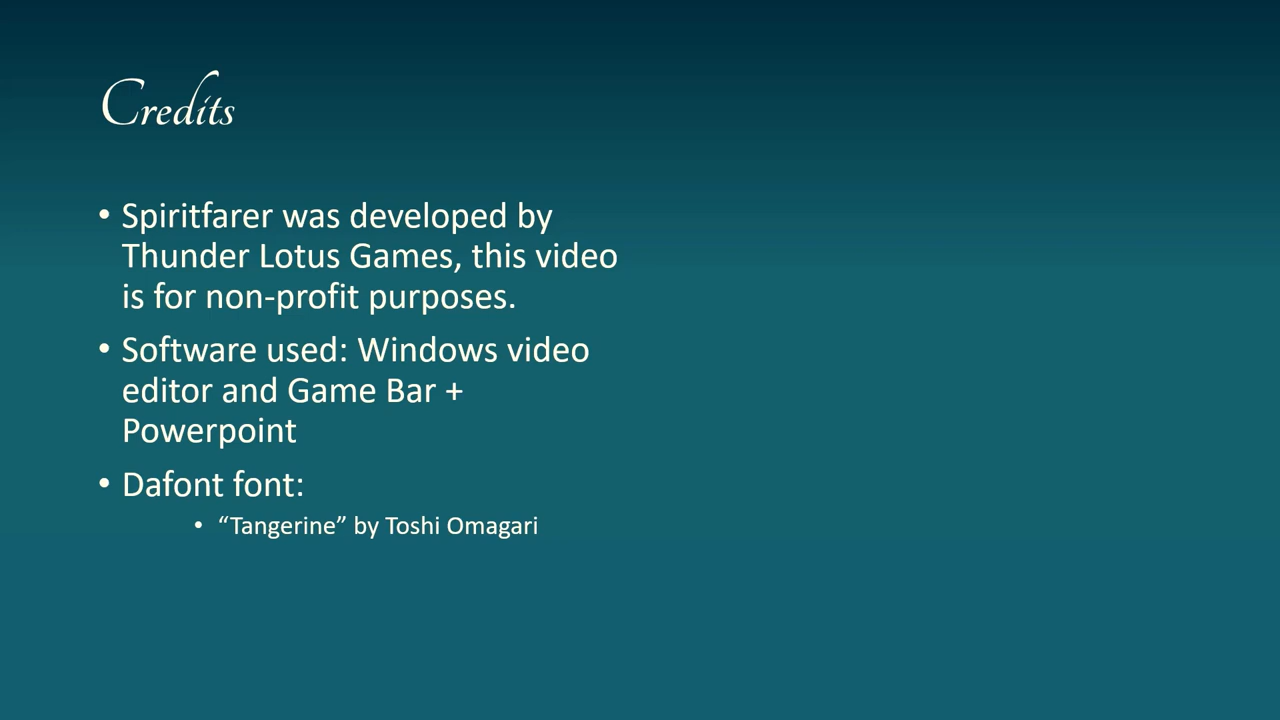 Credits
• Spiritfarer was developed by
Thunder Lotus Games, this video
is for non-profit purposes.
• Software used: Windows video
editor and Game Bar +
Powerpoint
• Dafont font:
• “Tangerine” by Toshi Omagari